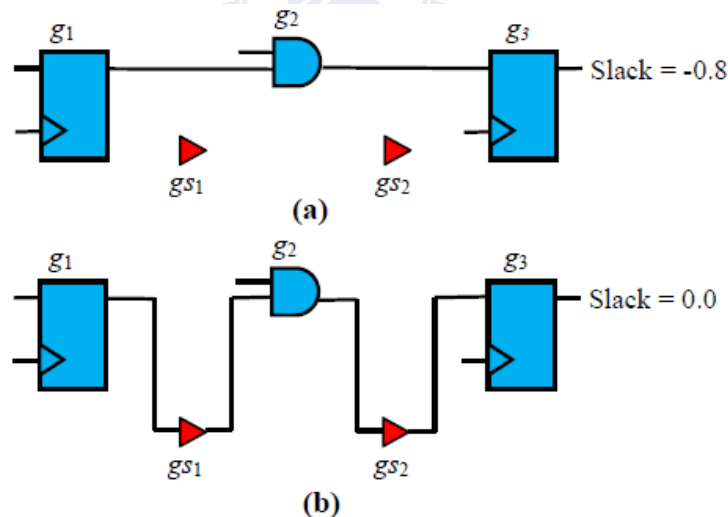 g1 g2 g3
Slack = -0.8
gs1 gs2
(a)
g1 g2 g3
Slack = 0.0
gs1 gs2
(b)